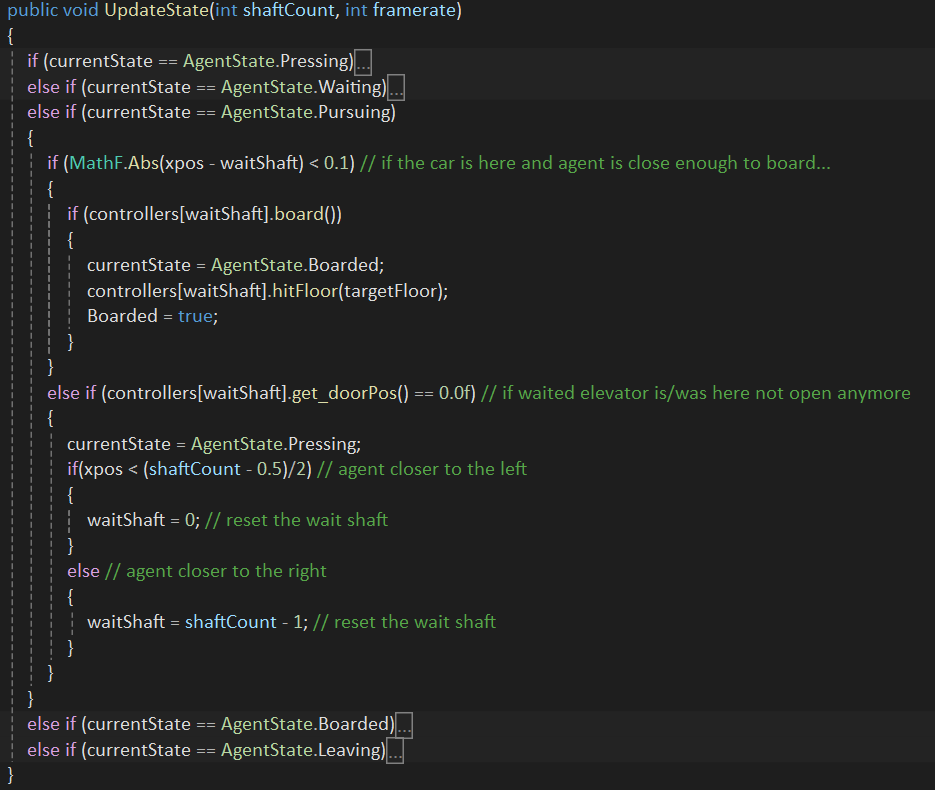 public void UpdateState(int shaftCount, int framerate)
{
if (currentState == AgentState.Pressing)...
else if (currentState == AgentState.Waiting)...
else if (currentState == AgentState.Pursuing)
{
if (MathF.Abs(xpos - waitShaft) < 0.1) // if the car is here and agent is close enough to board...
{
if (controllers[waitShaft].board())
{
currentState = AgentState.Boarded;
controllers[waitShaft].hitFloor(targetFloor);
Boarded = true;
}
}
else if (controllers[waitShaft].get_doorPos() == 0.0f) // if waited elevator is/was here not open anymore
{
currentState = AgentState.Pressing;
if(xpos < (shaftCount - 0.5)/2) // agent closer to the left
{
waitShaft = 0; // reset the wait shaft
}
else // agent closer to the right
{
waitShaft = shaftCount - 1; // reset the wait shaft
}
}
}
else if (currentState == AgentState.Boarded)...
else if (currentState == AgentState.Leaving)...
}